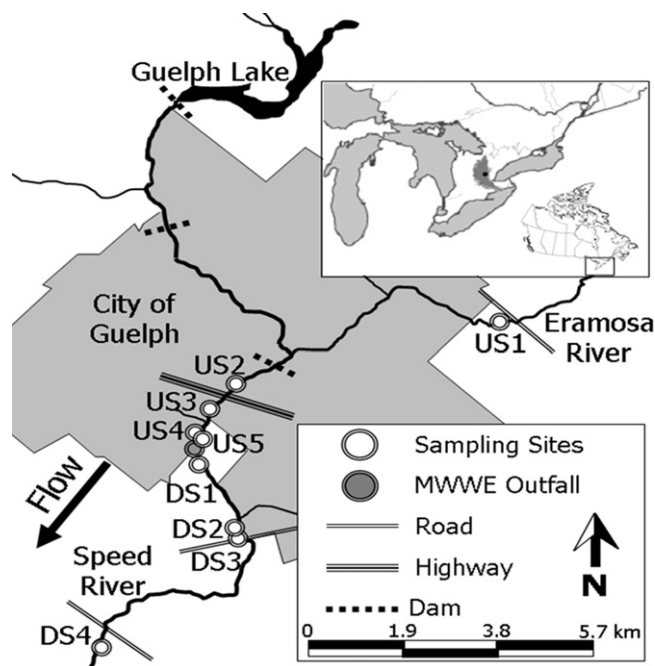 Guelph Lake
City of
Guelph
US1
Eramosa
River
US2
US3
US4
US5
DS1
Flow
DS2
DS3
Speed
River
DS4
Sampling Sites
MWWE Outfall
Road
Highway
Dam
N
0 1.9 3.8 5.7 km